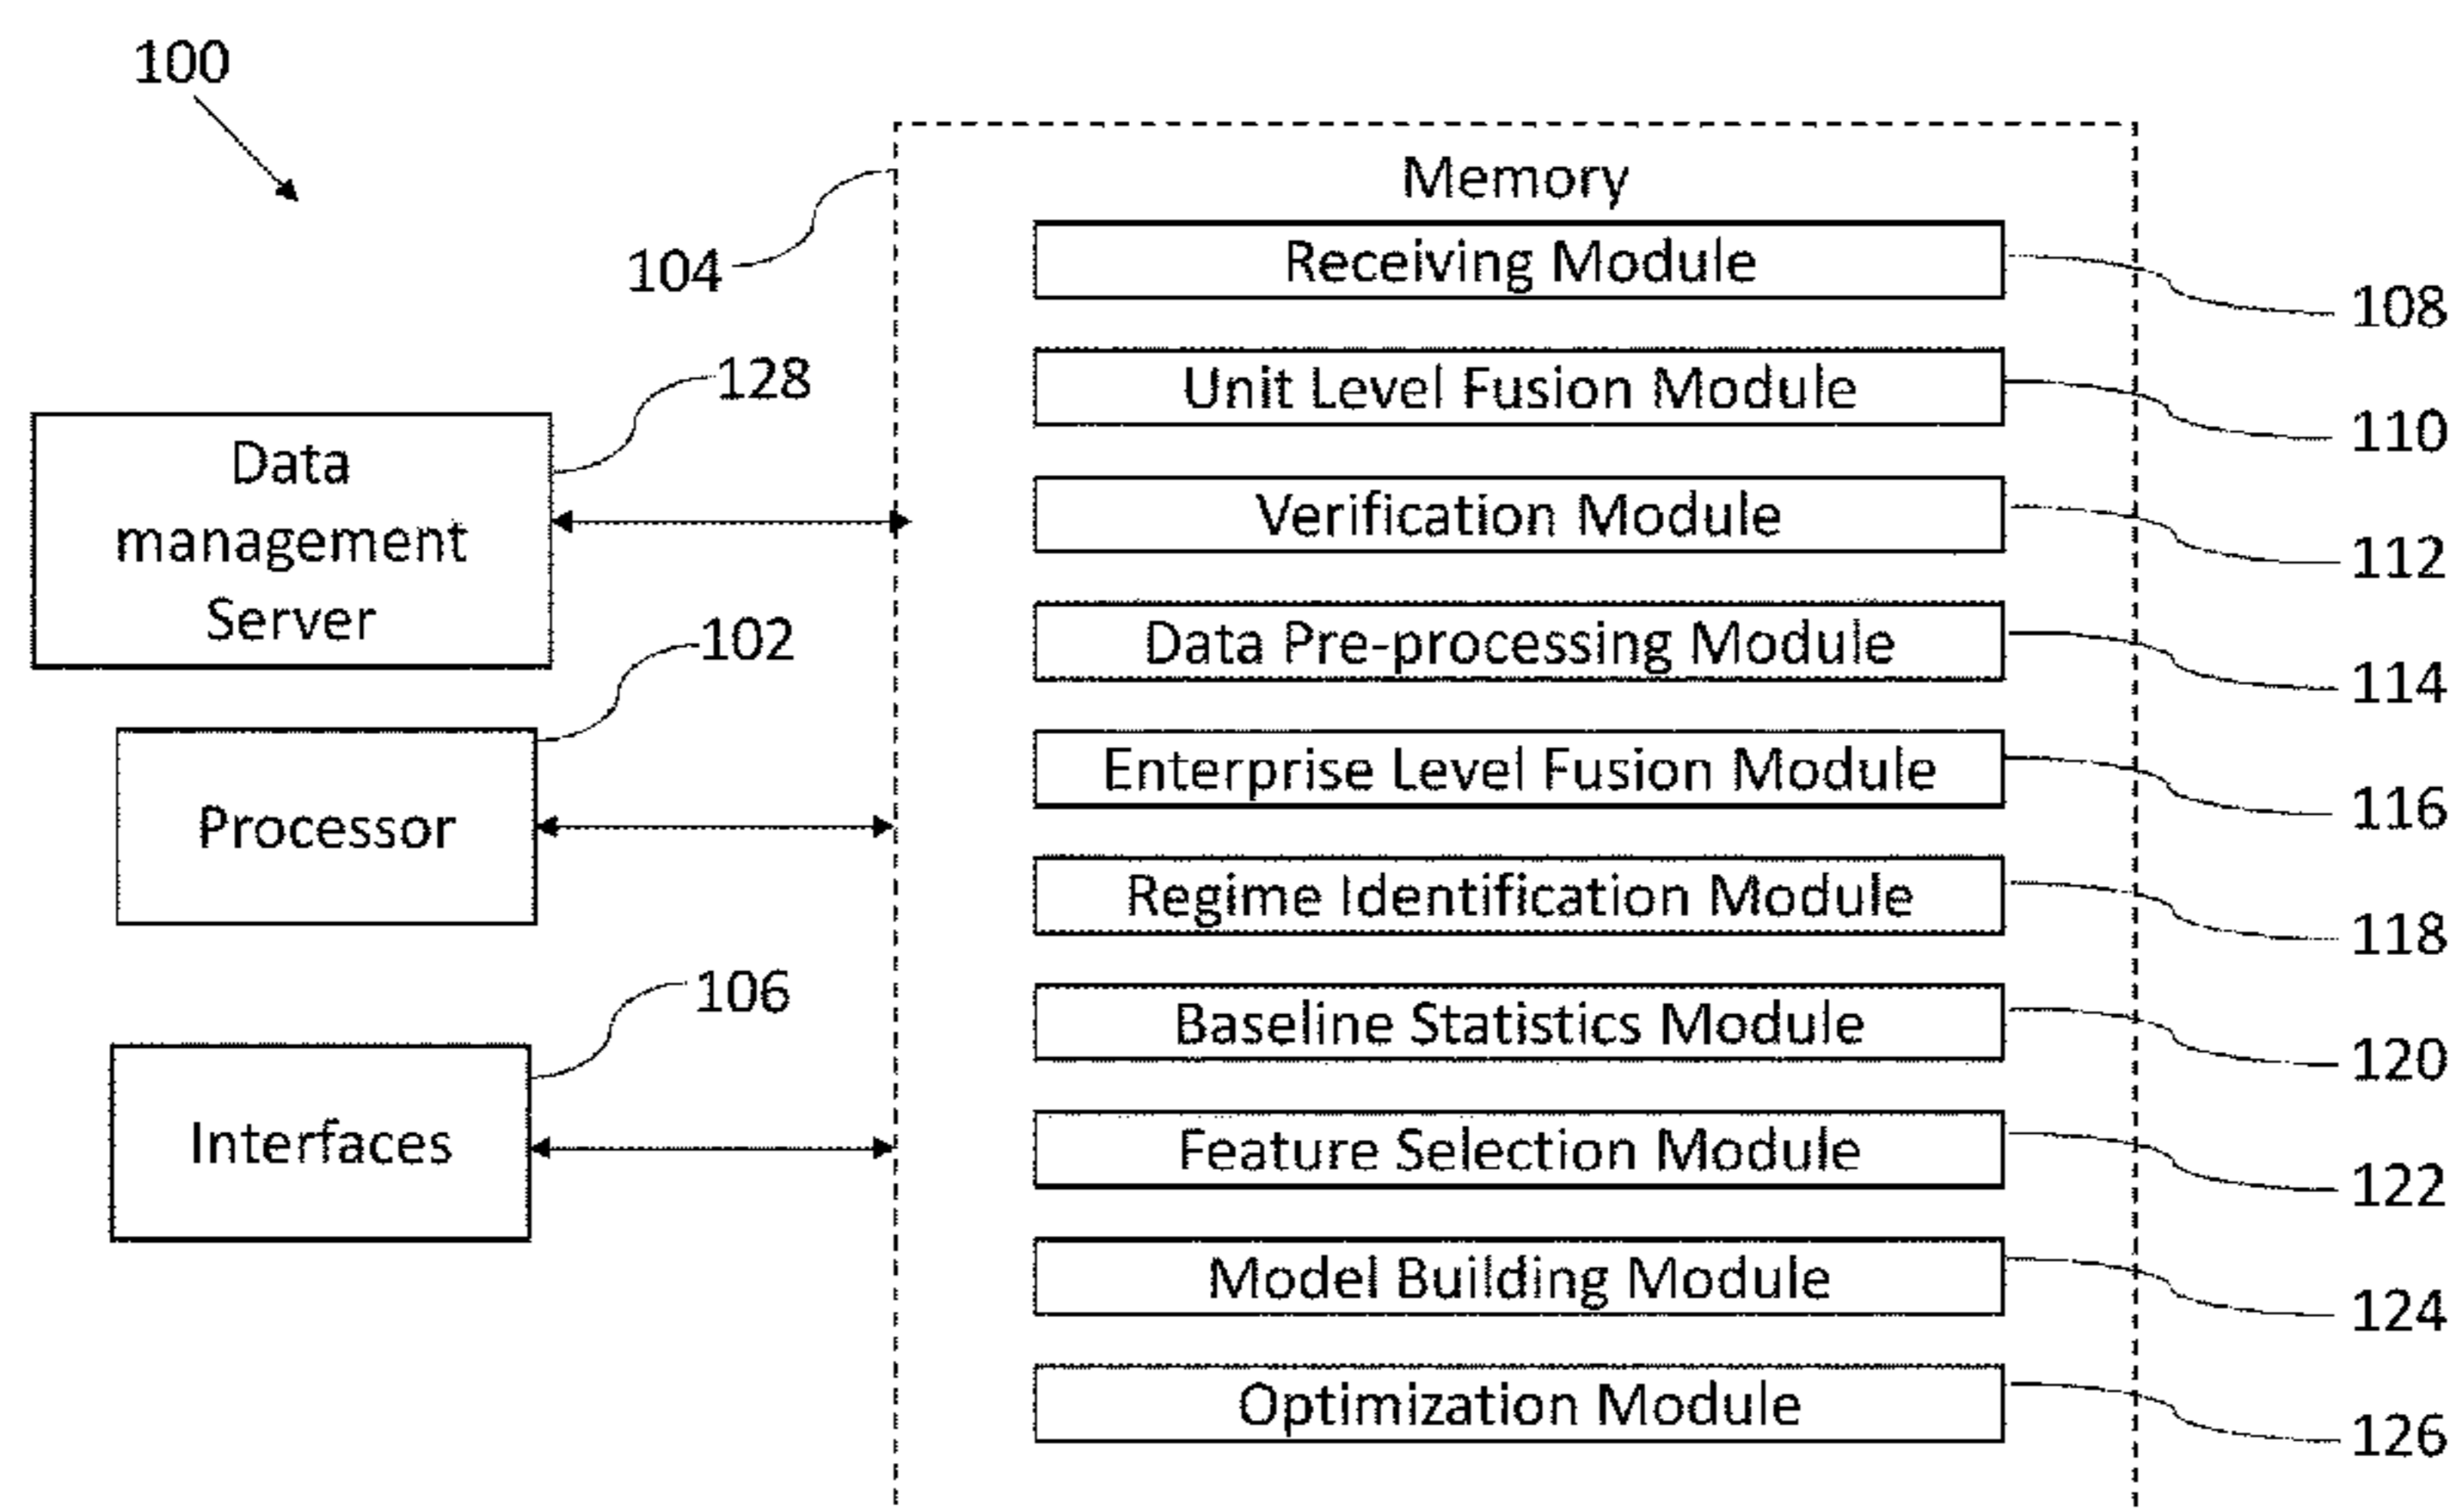 100
Memory
104
Receiving Module
108
Unit Level Fusion Module
110
Verification Module
112
Data Pre-processing Module
114
Enterprise Level Fusion Module
116
Regime Identification Module
118
Baseline Statistics Module
120
Feature Selection Module
122
Model Building Module
124
Optimization Module
126
128
Data
management
Server
102
Processor
106
Interfaces